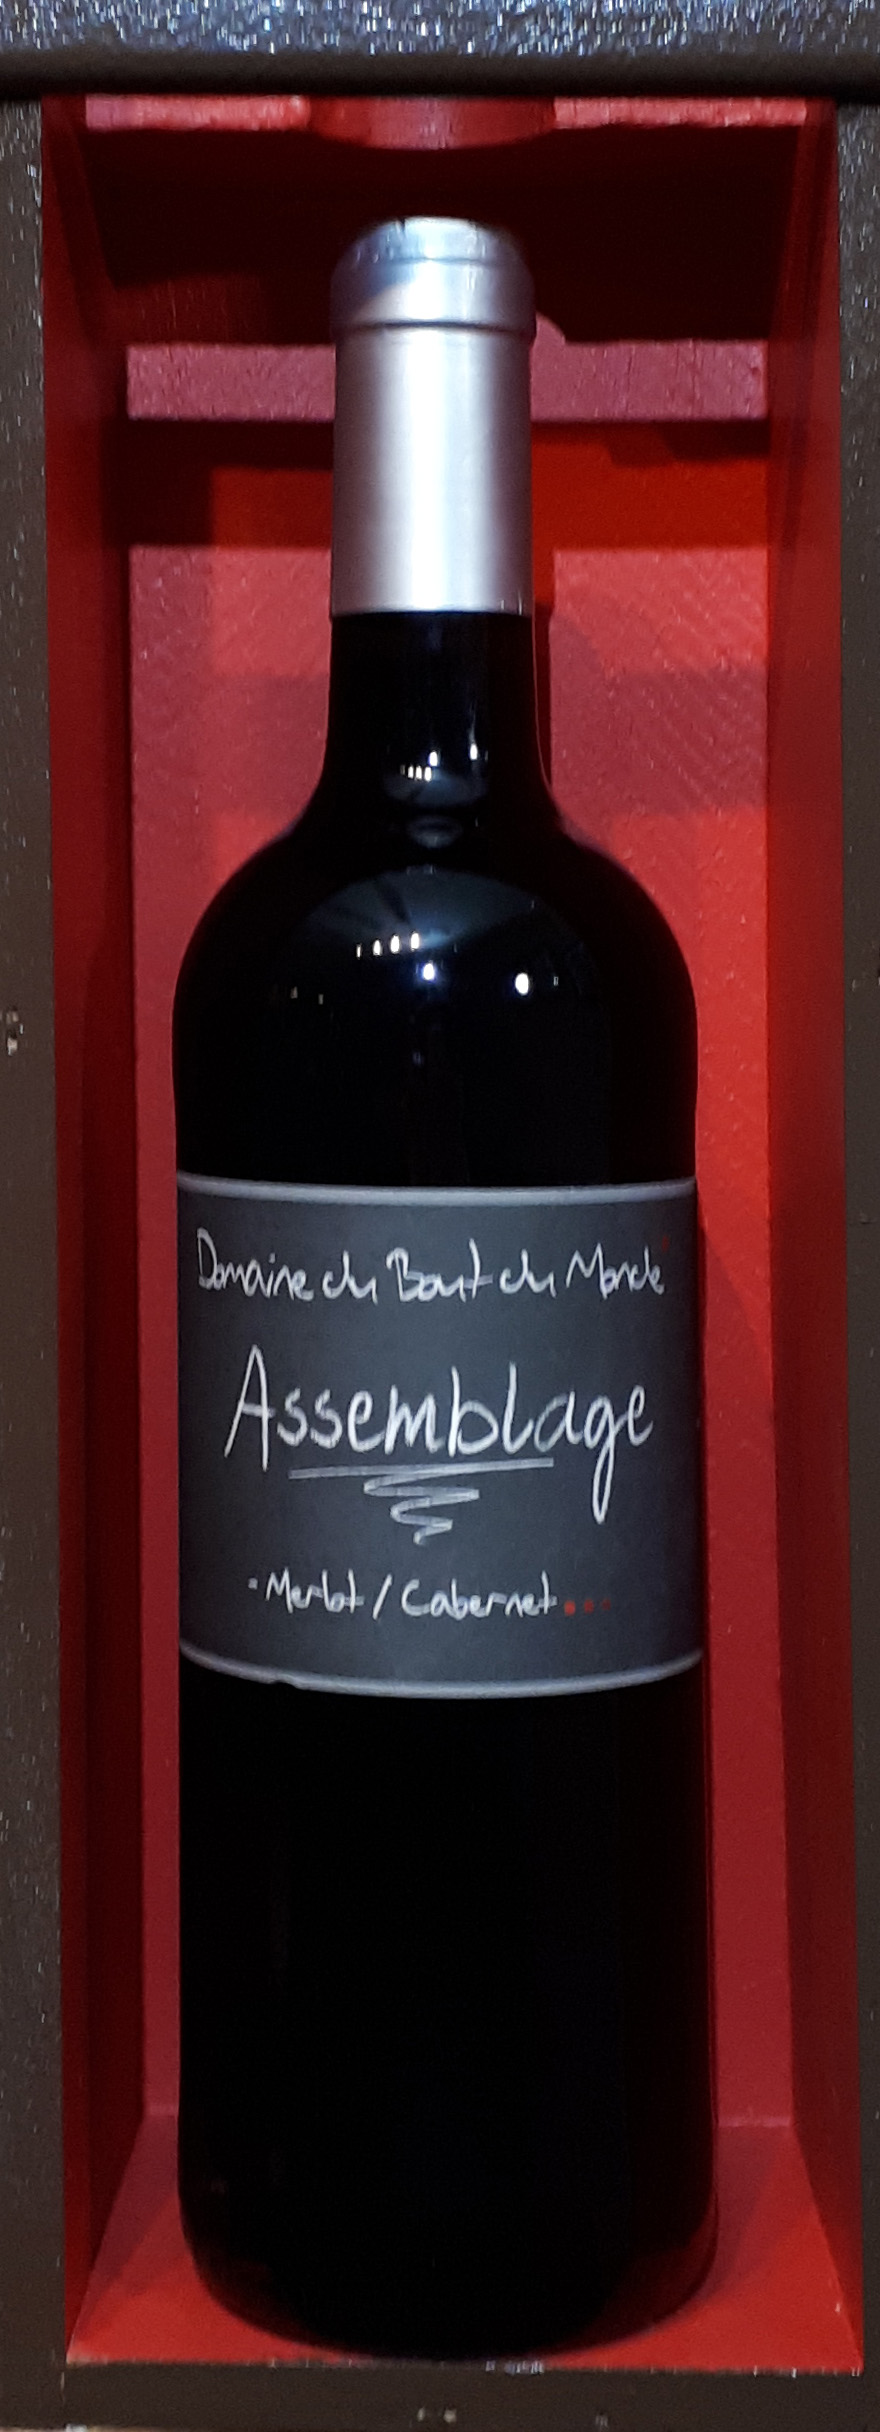 Domaine du Bout du Monde
Assemblage
- Merlot / Cabernet...